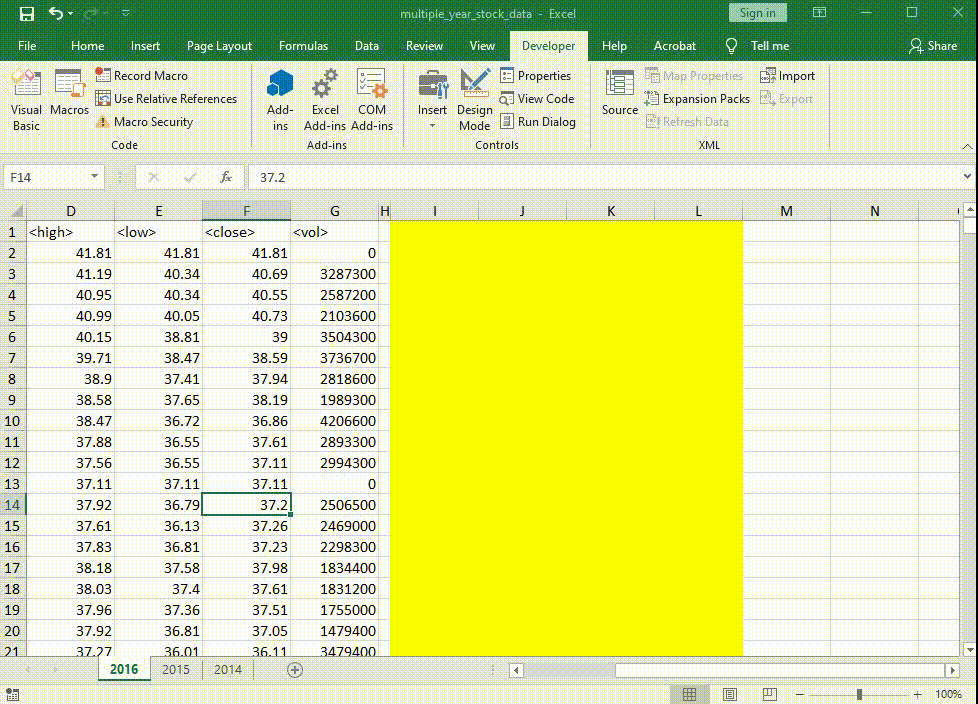 multiple_year_stock_data - Excel Sign in
File Home Insert Page Layout Formulas Data Review View Developer Help Acrobat Tell me Share
Visual Basic Macros Record Macro
Use Relative References
Macro Security
Code
Add-ins Excel Add-ins COM Add-ins
Add-ins
Insert Design Mode Properties
View Code
Run Dialog
Controls
Source Map Properties Import
Expansion Packs Export
Refresh Data
XML
F14 fx 37.2
D E F G H I J K L M N
1 <high> <low> <close> <vol>
2 41.81 41.81 41.81 0
3 41.19 40.34 40.69 3287300
4 40.95 40.34 40.55 2587200
5 40.99 40.05 40.73 2103600
6 40.15 38.81 39 3504300
7 39.71 38.47 38.59 3736700
8 38.9 37.41 37.94 2818600
9 38.58 37.65 38.19 1989300
10 38.47 36.72 36.86 4206600
11 37.88 36.55 37.61 2893300
12 37.56 36.55 37.11 2994300
13 37.11 37.11 37.11 0
14 37.92 36.79 37.2 2506500
15 37.61 36.13 37.26 2469000
16 37.83 36.81 37.23 2298300
17 38.18 37.58 37.98 1834400
18 38.03 37.4 37.61 1831200
19 37.96 37.36 37.51 1755000
20 37.92 36.81 37.05 1479400
21 37.27 36.01 36.11 3479400
2016 2015 2014
100%